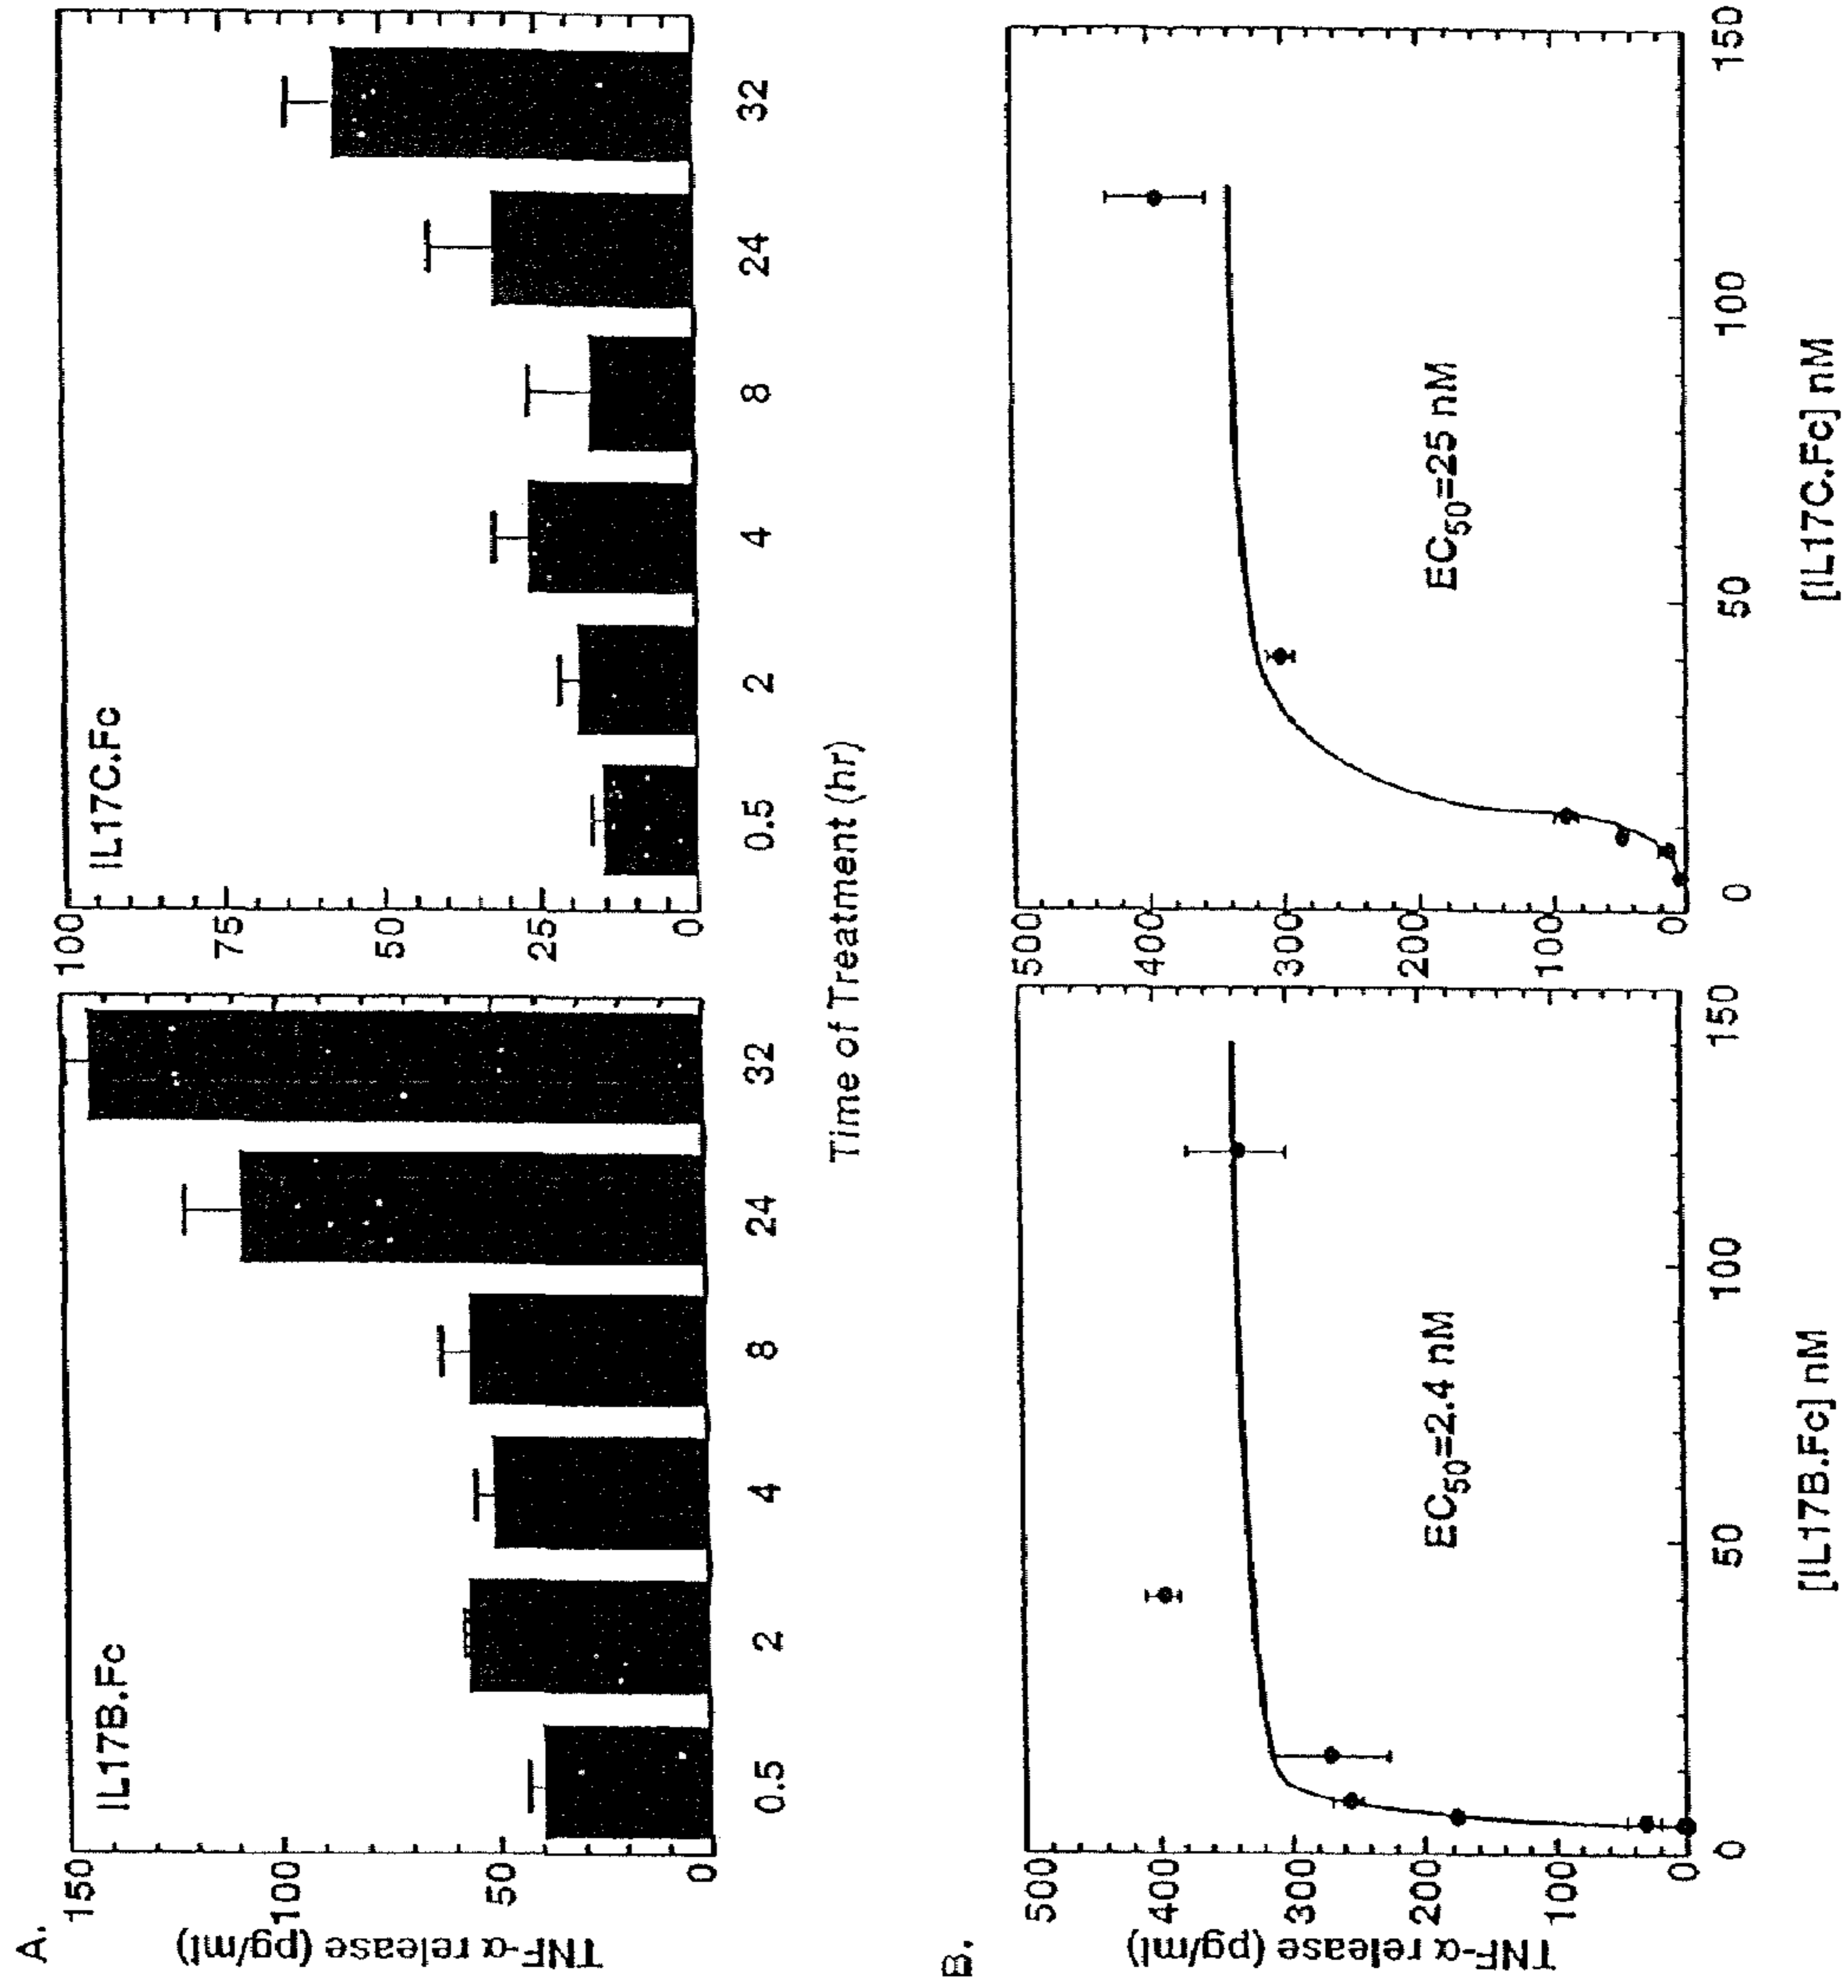 A.
TNF-α release (pg/ml)
150
100
50
0
IL17B.Fc
0.5 2 4 8 24 32
100
75
50
25
0
IL17C.Fc
0.5 2 4 8 24 32
Time of Treatment (hr)
B.
TNF-α release (pg/ml)
500
400
300
200
100
0
EC50=2.4 nM
0 50 100 150
[IL17B.Fc] nM
500
400
300
200
100
0
EC50=25 nM
0 50 100 150
[IL17C.Fc] nM